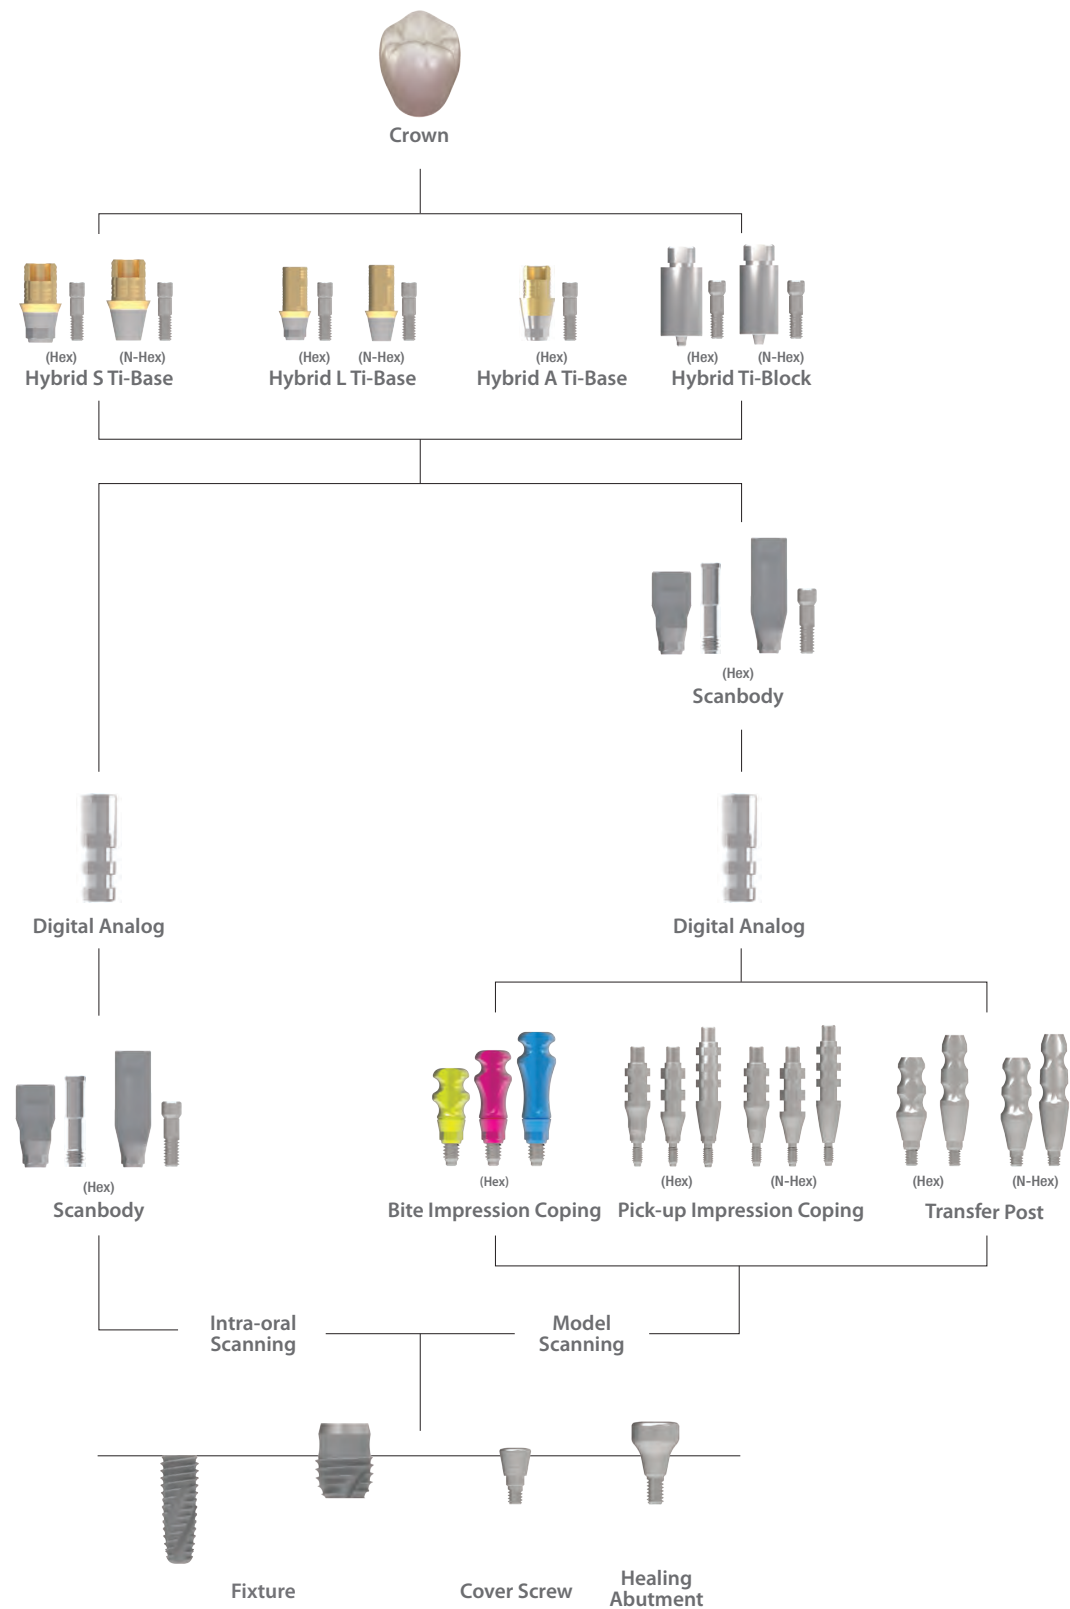 Crown
(Hex) (N-Hex) (Hex) (N-Hex) (Hex) (Hex) (N-Hex)
Hybrid S Ti-Base Hybrid L Ti-Base Hybrid A Ti-Base Hybrid Ti-Block
(Hex)
Scanbody
Digital Analog Digital Analog
(Hex) (Hex) (N-Hex) (Hex) (N-Hex)
Bite Impression Coping Pick-up Impression Coping Transfer Post
(Hex)
Scanbody
Intra-oral
Scanning
Model
Scanning
Fixture
Cover Screw
Healing
Abutment